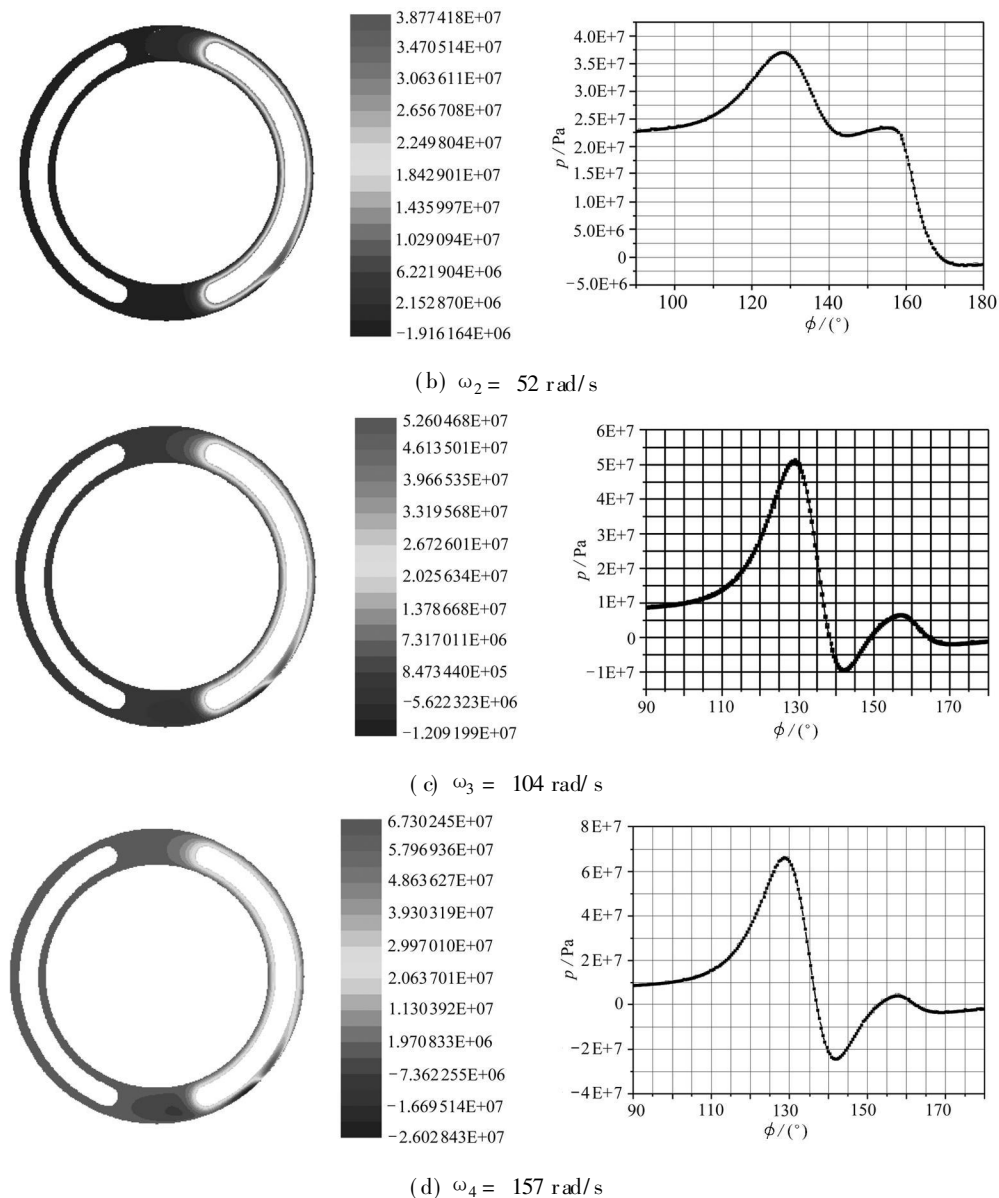 3.877418E+07
3.470514E+07
3.063611E+07
2.656708E+07
2.249804E+07
1.842901E+07
1.435997E+07
1.029094E+07
6.221904E+06
2.152870E+06
−1.916164E+06
4.0E+7
3.5E+7
3.0E+7
2.5E+7
2.0E+7
1.5E+7
1.0E+7
5.0E+6
0
−5.0E+6
p/Pa
100 120 140 160 180
ϕ/(°)
(b) ω2 = 52 rad/s
5.260468E+07
4.613501E+07
3.966535E+07
3.319568E+07
2.672601E+07
2.025634E+07
1.378668E+07
7.317011E+06
8.473440E+05
−5.622323E+06
−1.209199E+07
6E+7
5E+7
4E+7
3E+7
2E+7
1E+7
0
−1E+7
p/Pa
90 110 130 150 170
ϕ/(°)
(c) ω3 = 104 rad/s
6.730245E+07
5.796936E+07
4.863627E+07
3.930319E+07
2.997010E+07
2.063701E+07
1.130392E+07
1.970833E+06
−7.362255E+06
−1.669514E+07
−2.602843E+07
8E+7
6E+7
4E+7
2E+7
0
−2E+7
−4E+7
p/Pa
90 110 130 150 170
ϕ/(°)
(d) ω4 = 157 rad/s